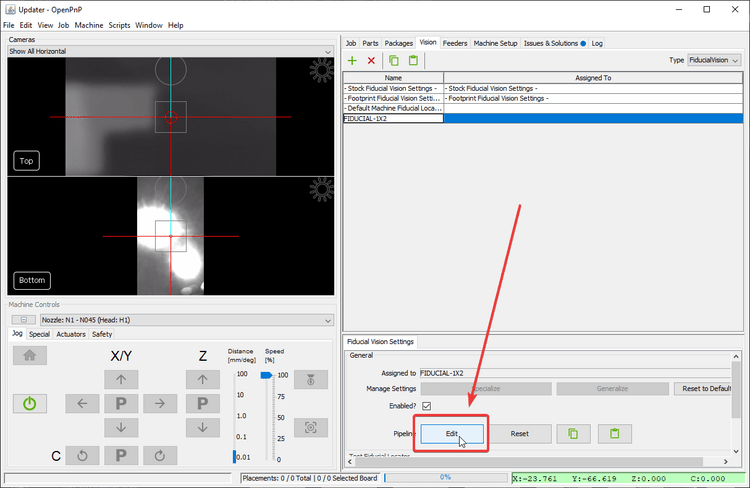 Updater - OpenPnP
File Edit View Job Machine Scripts Window Help
Cameras
Show All Horizontal
Top
Bottom
Machine Controls
Nozzle: N1 - N045 (Head: H1)
Jog Special Actuators Safety
X/Y Z Distance [mm/deg] Speed [%]
100 100
10 75
P P 1.0 50
0.1 25
C P 0.01 0
Job Parts Packages Vision Feeders Machine Setup Issues & Solutions Log
Type FiducialVision
Name Assigned To
- Stock Fiducial Vision Settings - - Stock Fiducial Vision Settings -
- Footprint Fiducial Vision Setti... - Footprint Fiducial Vision Settings -
- Default Machine Fiducial Loca...
FIDUCIAL-1X2
Fiducial Vision Settings
General
Assigned to FIDUCIAL-1X2
Manage Settings Specialize Generalize Reset to Default
Enabled?
Pipeline Edit Reset
Test Fiducial Locator
Placements: 0 / 0 Total | 0 / 0 Selected Board 0% X:-23.761 Y:-66.619 Z:0.000 C:0.000